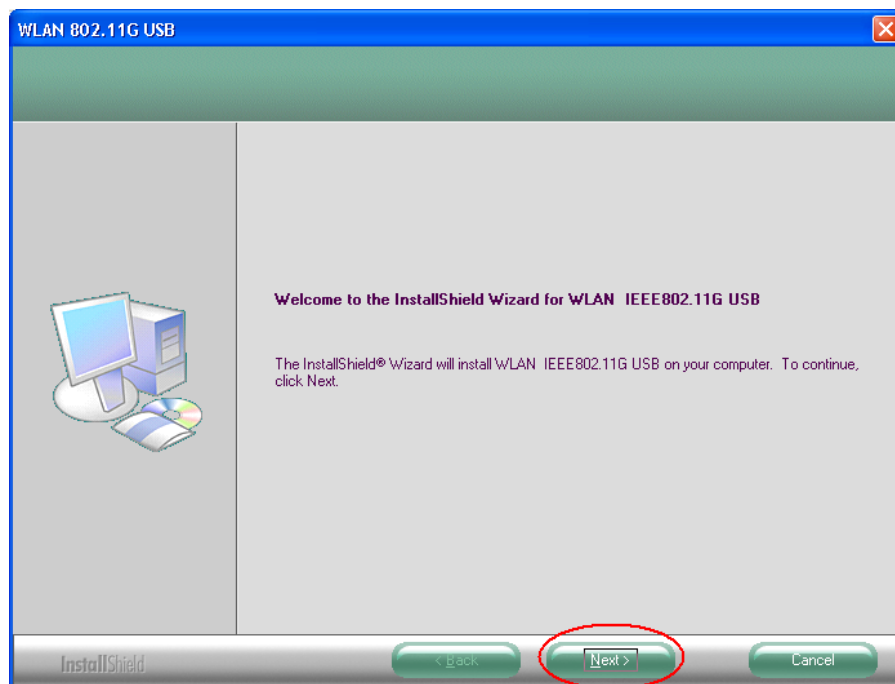 WLAN 802.11G USB
Welcome to the InstallShield Wizard for WLAN  IEEE802.11G USB
The InstallShield® Wizard will install WLAN  IEEE802.11G USB on your computer.  To continue,
click Next.
InstallShield
< Back
Next >
Cancel